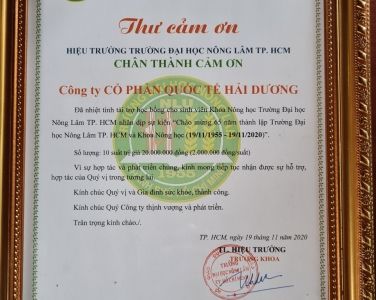 Thư cảm ơn
HIỆU TRƯỞNG TRƯỜNG ĐẠI HỌC NÔNG LÂM TP. HCM
CHÂN THÀNH CẢM ƠN
Công ty CỔ PHẦN QUỐC TẾ HẢI DƯƠNG
Đã nhiệt tình tài trợ học bổng cho sinh viên Khoa Nông học Trường Đại học
Nông Lâm TP. HCM nhân dịp sự kiện "Chào mừng 65 năm thành lập Trường Đại
học Nông Lâm TP. HCM và Khoa Nông học (19/11/1955 - 19/11/2020)".
Số lượng: 10 suất trị giá 20.000.000 đồng (2.000.000 đồng/suất)
Vì sự hợp tác và phát triển chung, kính mong tiếp tục nhận được sự hỗ trợ,
hợp tác của Quý vị trong tương lai.
Kính chúc Quý vị và Gia đình sức khỏe, thành công.
Kính chúc Quý Công ty thịnh vượng và phát triển.
Trân trọng kính chào./.
TP. HCM, ngày 19 tháng 11 năm 2020
TL. HIỆU TRƯỞNG
TRƯỞNG KHOA
TRƯỜNG
ĐẠI HỌC NÔNG LÂM